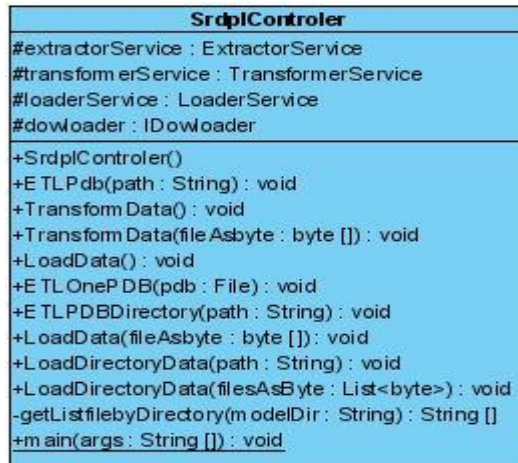 SrdplControler
#extractorService : ExtractorService
#transformerService : TransformerService
#loaderService : LoaderService
#dowloader : IDowloader
+SrdplControler()
+ETLPdb(path : String) : void
+TransformData() : void
+TransformData(fileAsbyte : byte []) : void
+LoadData() : void
+ETLOnePDB(pdb : File) : void
+ETLPDBDirectory(path : String) : void
+LoadData(fileAsbyte : byte []) : void
+LoadDirectoryData(path : String) : void
+LoadDirectoryData(filesAsByte : List<byte>) : void
-getListfilebyDirectory(modelDir : String) : String []
+main(args : String []) : void